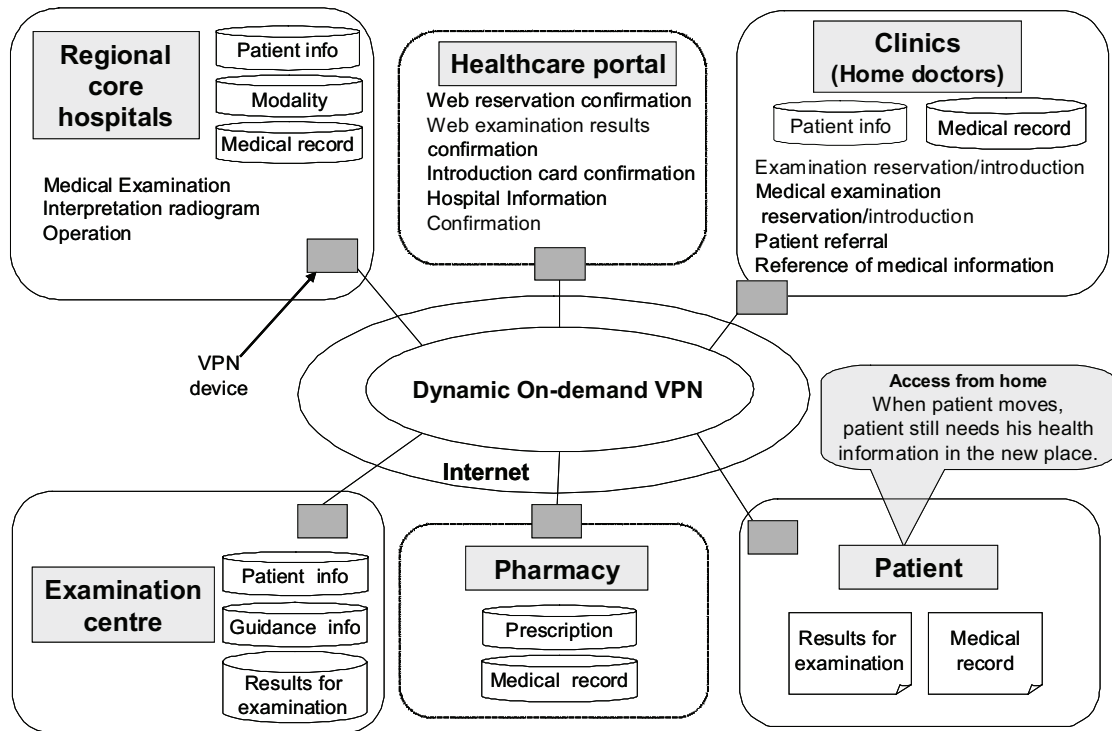 Regional
core
hospitals
Patient info
Modality
Medical record
Medical Examination
Interpretation radiogram
Operation
Healthcare portal
Web reservation confirmation
Web examination results
confirmation
Introduction card confirmation
Hospital Information
Confirmation
Clinics
(Home doctors)
Patient info
Medical record
Examination reservation/introduction
Medical examination
reservation/introduction
Patient referral
Reference of medical information
VPN
device
Dynamic On-demand VPN
Internet
Access from home
When patient moves,
patient still needs his health
information in the new place.
Examination
centre
Patient info
Guidance info
Results for
examination
Pharmacy
Prescription
Medical record
Patient
Results for
examination
Medical
record